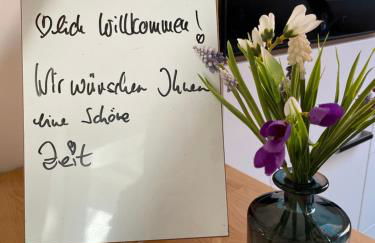 ♡lich Willkommen!
Wir wünschen Ihnen
eine schöne
Zeit